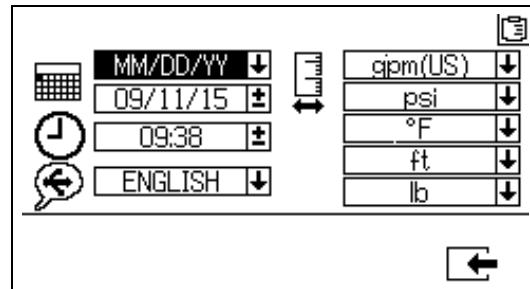 MM/DD/YY
09/11/15
09:38
ENGLISH
gpm(US)
psi
°F
ft
lb